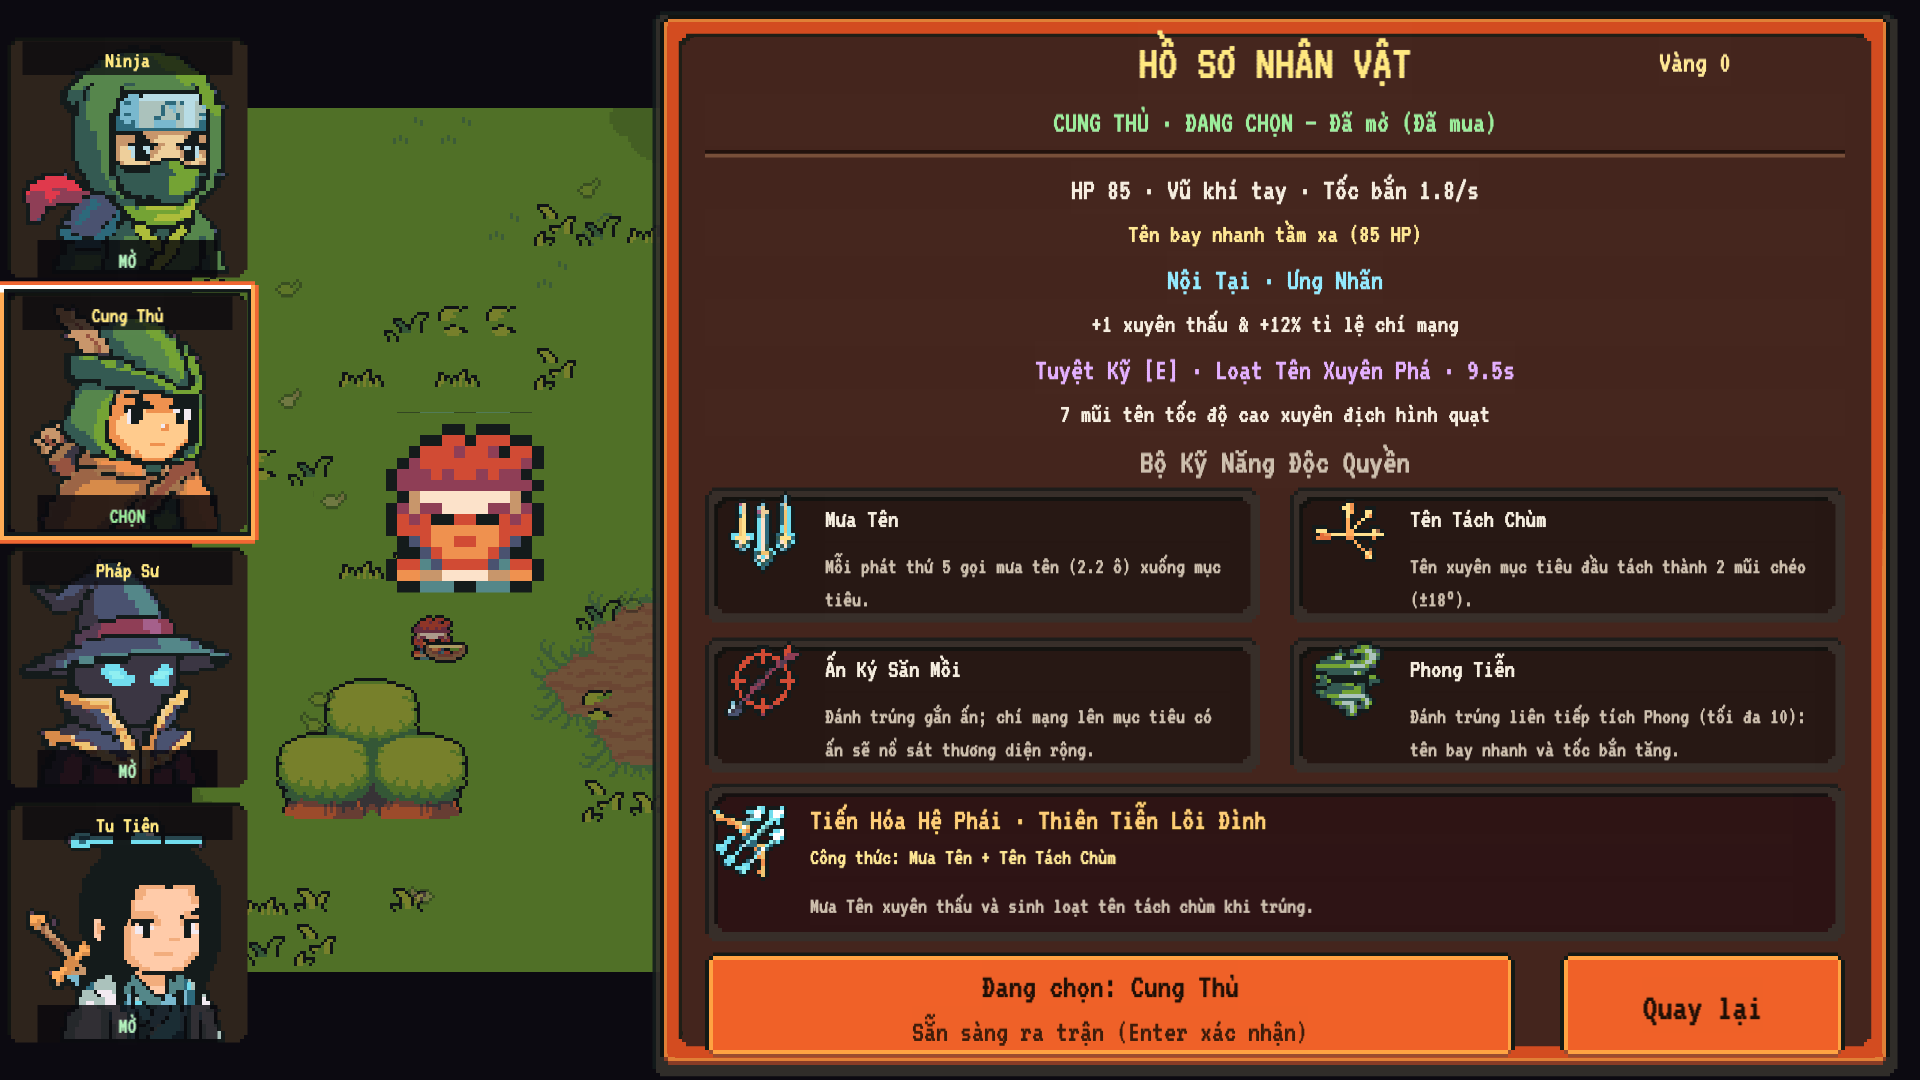 Ninja
MỞ
Cung Thủ
CHỌN
Pháp Sư
MỞ
Tu Tiên
MỞ
HỒ SƠ NHÂN VẬT
Vàng 0
CUNG THỦ · ĐANG CHỌN — Đã mở (Đã mua)
HP 85 · Vũ khí tay · Tốc bắn 1.8/s
Tên bay nhanh tầm xa (85 HP)
Nội Tại · Ưng Nhãn
+1 xuyên thấu & +12% tỉ lệ chí mạng
Tuyệt Kỹ [E] · Loạt Tên Xuyên Phá · 9.5s
7 mũi tên tốc độ cao xuyên địch hình quạt
Bộ Kỹ Năng Độc Quyền
Mưa Tên
Mỗi phát thứ 5 gọi mưa tên (2.2 ô) xuống mục
tiêu.
Tên Tách Chùm
Tên xuyên mục tiêu đầu tách thành 2 mũi chéo
(±18°).
Ấn Ký Săn Mồi
Đánh trúng gắn ấn; chí mạng lên mục tiêu có
ấn sẽ nổ sát thương diện rộng.
Phong Tiễn
Đánh trúng liên tiếp tích Phong (tối đa 10):
tên bay nhanh và tốc bắn tăng.
Tiến Hóa Hệ Phái · Thiên Tiễn Lôi Đình
Công thức: Mưa Tên + Tên Tách Chùm
Mưa Tên xuyên thấu và sinh loạt tên tách chùm khi trúng.
Đang chọn: Cung Thủ
Sẵn sàng ra trận (Enter xác nhận)
Quay lại